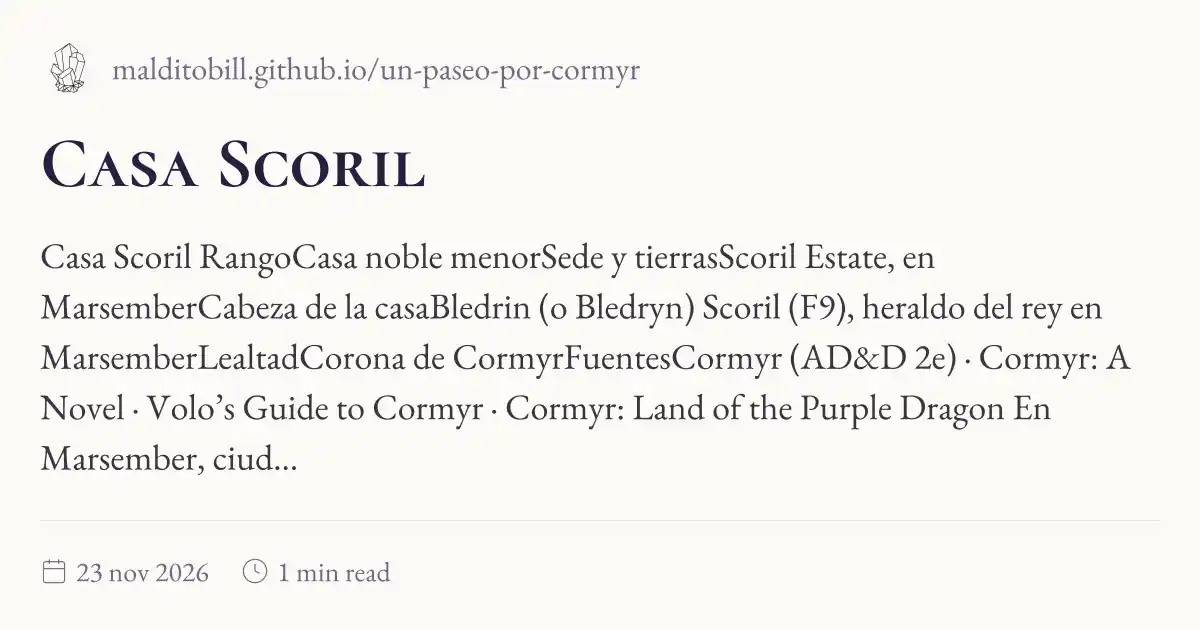 malditobill.github.io/un-paseo-por-cormyr
Casa Scoril
Casa Scoril RangoCasa noble menorSede y tierrasScoril Estate, en
MarsemberCabeza de la casaBledrin (o Bledryn) Scoril (F9), heraldo del rey en
MarsemberLealtadCorona de CormyrFuentesCormyr (AD&D 2e) · Cormyr: A
Novel · Volo’s Guide to Cormyr · Cormyr: Land of the Purple Dragon En
Marsember, ciud...
23 nov 2026 1 min read